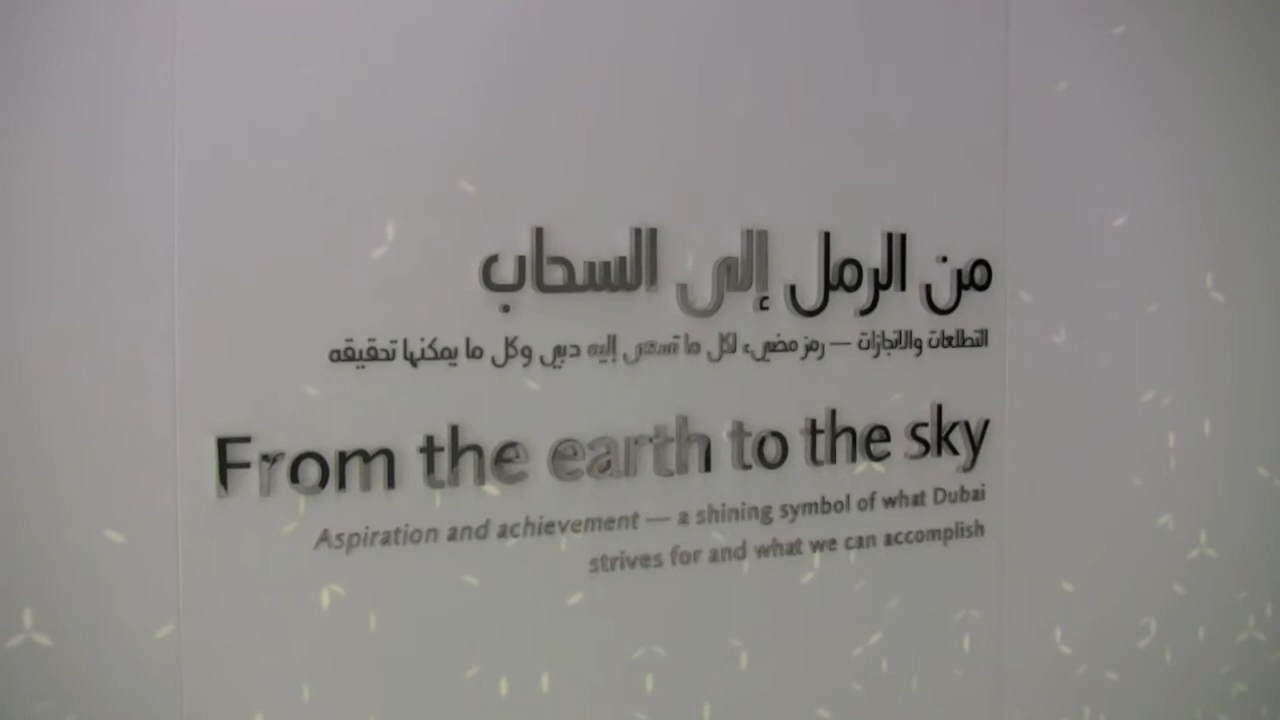 من الرمل إلى السحاب
التطلعات والانجازات — رمز مضيء لكل ما تسعى إليه دبي وكل ما يمكنها تحقيقه
From the earth to the sky
Aspiration and achievement — a shining symbol of what Dubai
strives for and what we can accomplish